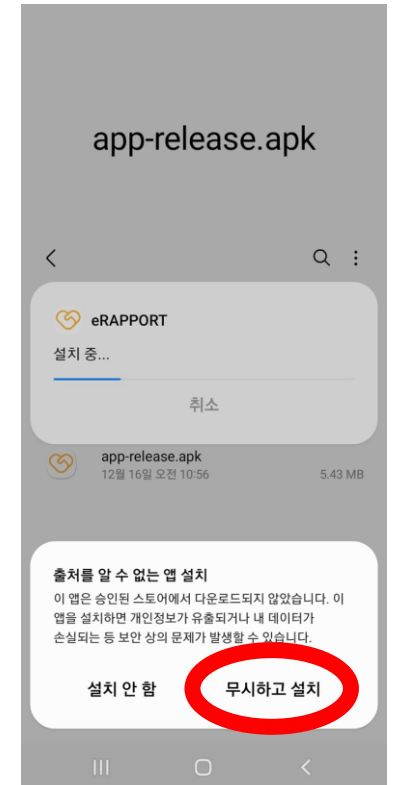 app-release.apk
eRAPPORT
설치 중...
취소
app-release.apk
12월 16일 오전 10:56
5.43 MB
출처를 알 수 없는 앱 설치
이 앱은 승인된 스토어에서 다운로드되지 않았습니다. 이
앱을 설치하면 개인정보가 유출되거나 내 데이터가
손실되는 등 보안 상의 문제가 발생할 수 있습니다.
설치 안 함
무시하고 설치